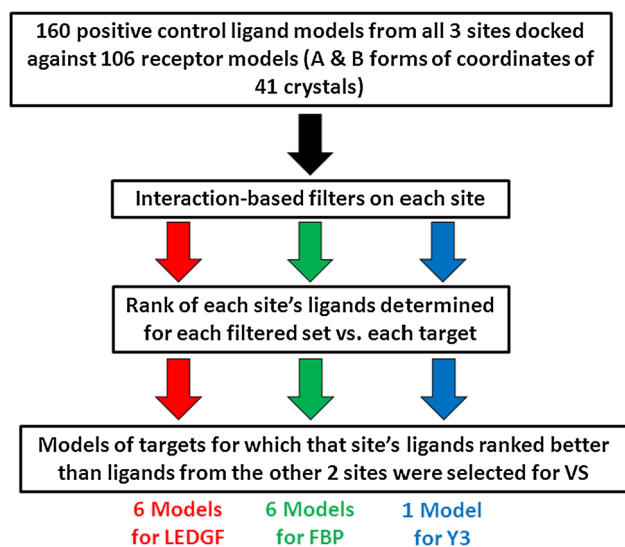 160 positive control ligand models from all 3 sites docked
against 106 receptor models (A & B forms of coordinates of
41 crystals)
Interaction-based filters on each site
Rank of each site's ligands determined
for each filtered set vs. each target
Models of targets for which that site's ligands ranked better
than ligands from the other 2 sites were selected for VS
6 Models
for LEDGF
6 Models
for FBP
1 Model
for Y3